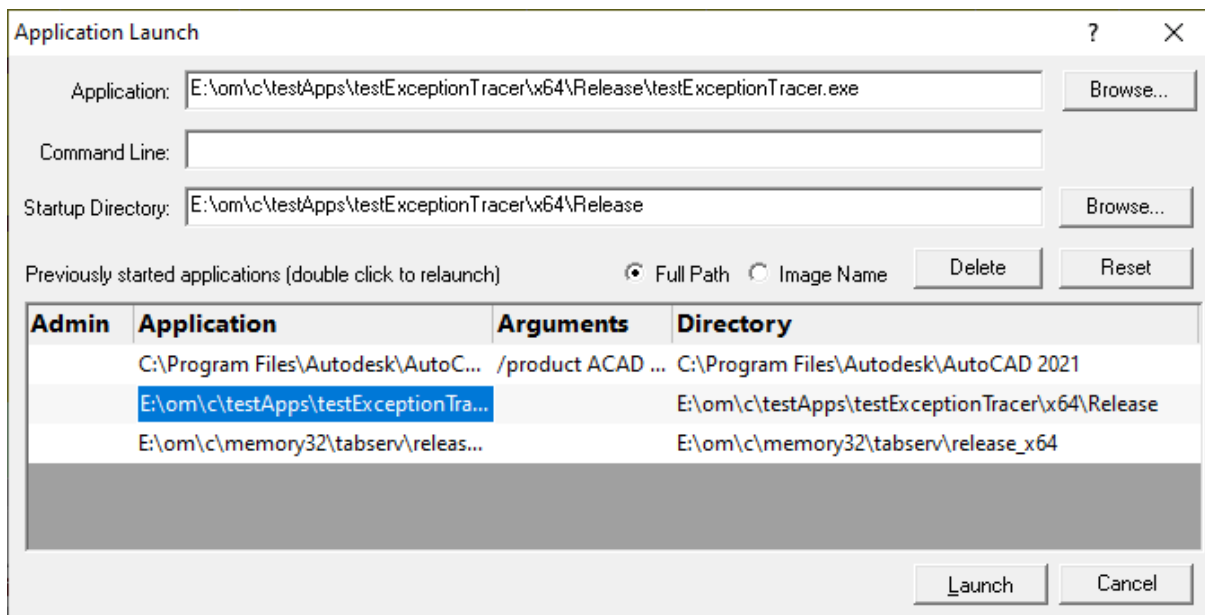 Application Launch ?
Application: E:\om\c\testApps\testExceptionTracer\x64\Release\testExceptionTracer.exe Browse...
Command Line:
Startup Directory: E:\om\c\testApps\testExceptionTracer\x64\Release Browse...
Previously started applications (double click to relaunch) Full Path Image Name Delete Reset
Admin Application Arguments Directory
C:\Program Files\Autodesk\AutoC... /product ACAD ... C:\Program Files\Autodesk\AutoCAD 2021
E:\om\c\testApps\testExceptionTra... E:\om\c\testApps\testExceptionTracer\x64\Release
E:\om\c\memory32\tabserv\releas... E:\om\c\memory32\tabserv\release_x64
Launch Cancel